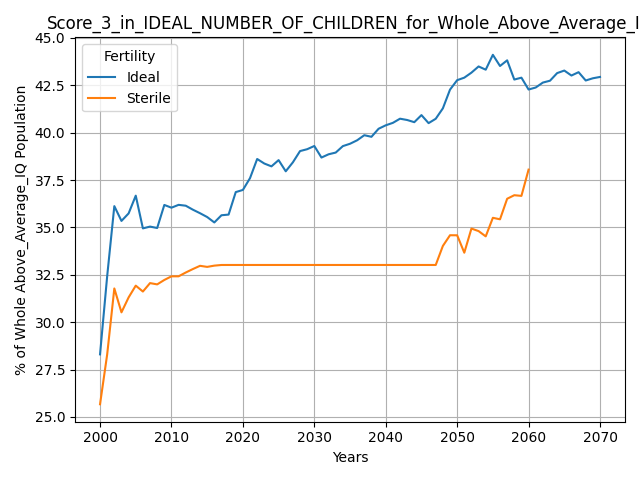 Score_3_in_IDEAL_NUMBER_OF_CHILDREN_for_Whole_Above_Average_I
Fertility
Ideal
Sterile
45.0
42.5
40.0
37.5
35.0
32.5
30.0
27.5
25.0
% of Whole Above_Average_IQ Population
2000 2010 2020 2030 2040 2050 2060 2070
Years